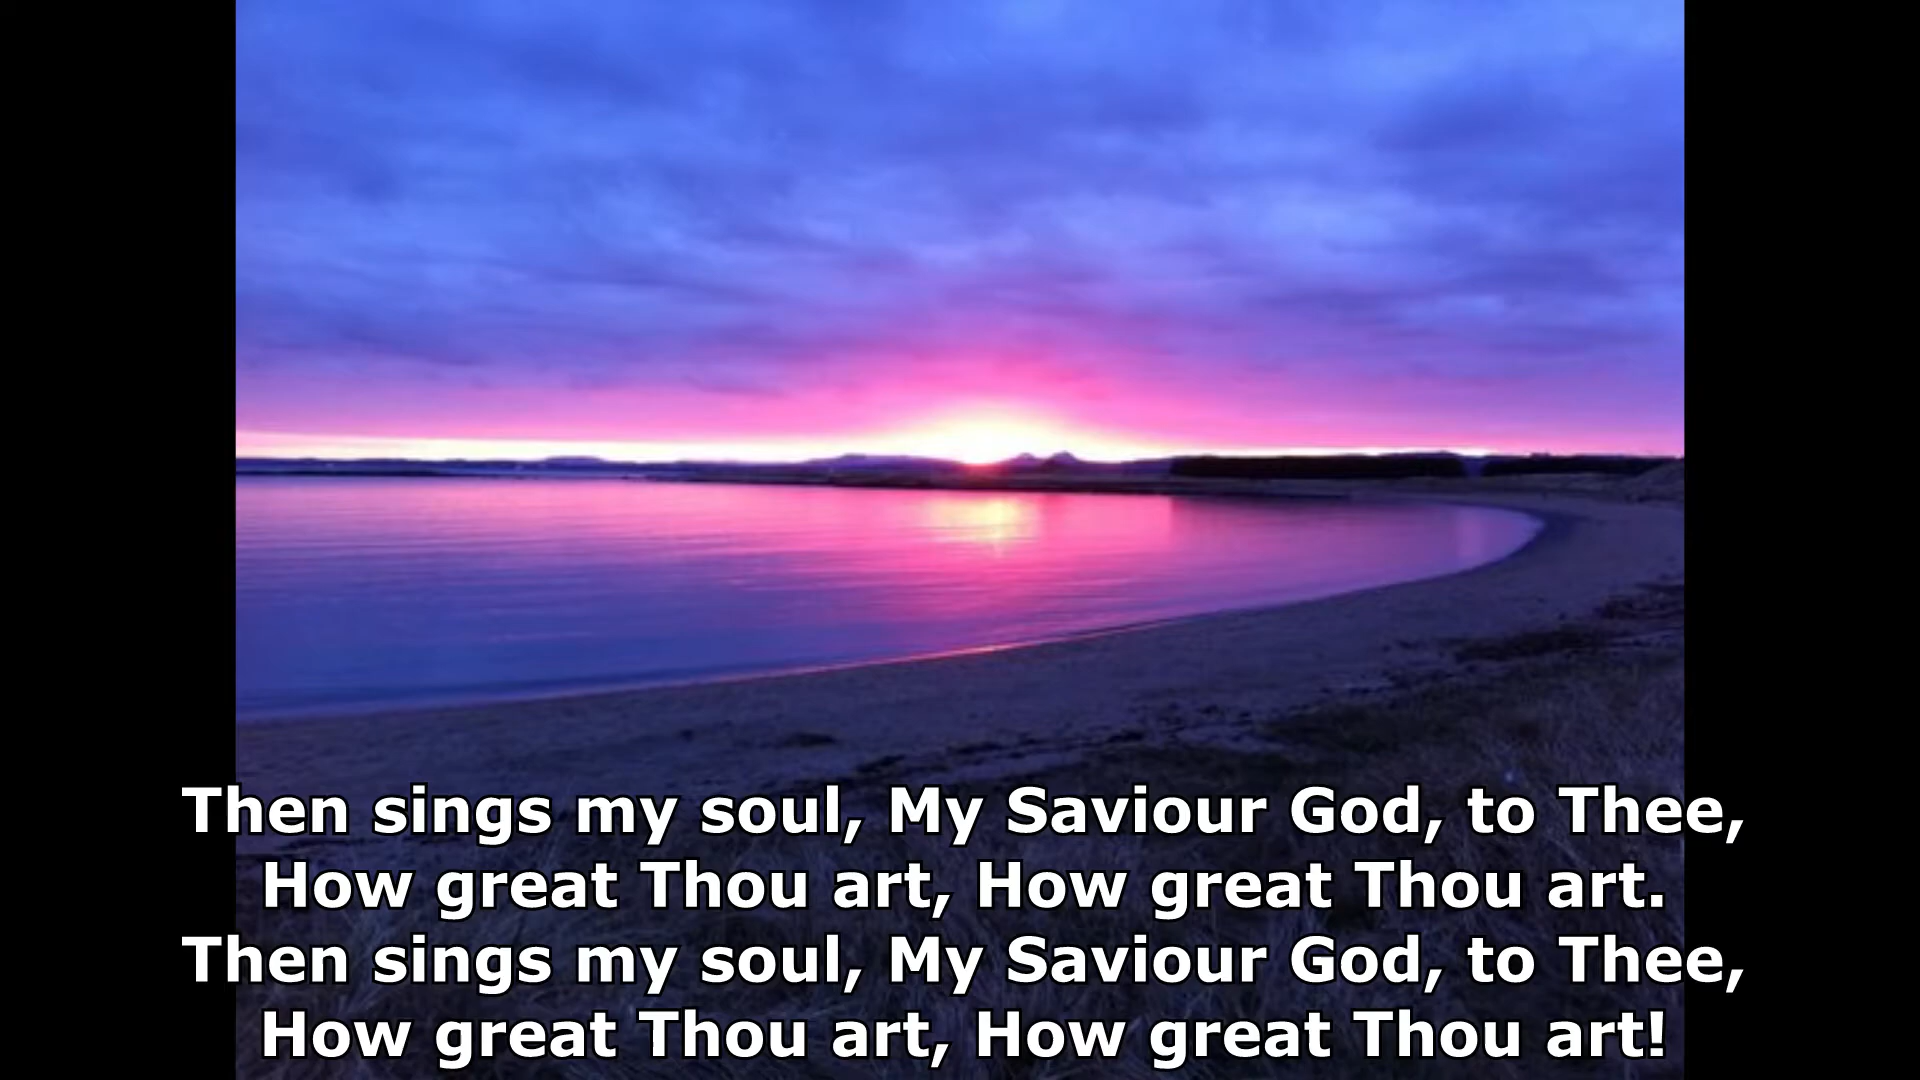 Then sings my soul, My Saviour God, to Thee,
How great Thou art, How great Thou art.
Then sings my soul, My Saviour God, to Thee,
How great Thou art, How great Thou art!